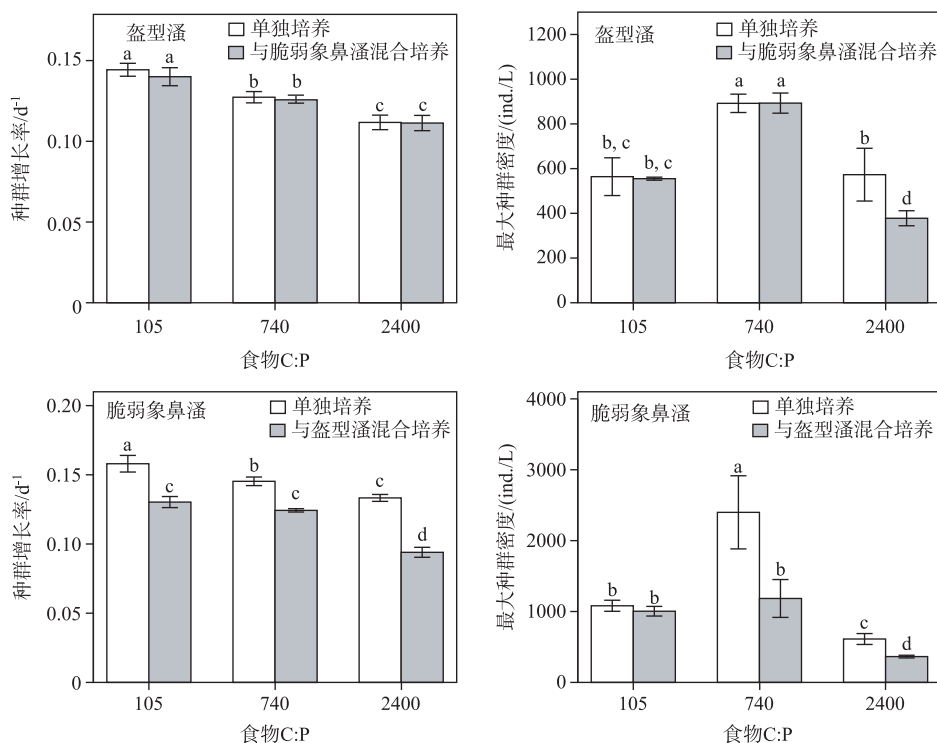 盔型溞
单独培养
与脆弱象鼻溞混合培养
种群增长率/d⁻¹
0.15
0.10
0.05
0
a
a
b
b
c
c
105
740
2400
食物C:P
盔型溞
单独培养
与脆弱象鼻溞混合培养
最大种群密度/(ind./L)
1200
1000
800
600
400
200
0
b, c
b, c
a
a
b
d
105
740
2400
食物C:P
脆弱象鼻溞
单独培养
与盔型溞混合培养
种群增长率/d⁻¹
0.20
0.15
0.10
0.05
0
a
c
b
c
c
d
105
740
2400
食物C:P
脆弱象鼻溞
单独培养
与盔型溞混合培养
最大种群密度/(ind./L)
4000
3000
2000
1000
0
b
b
a
b
c
d
105
740
2400
食物C:P